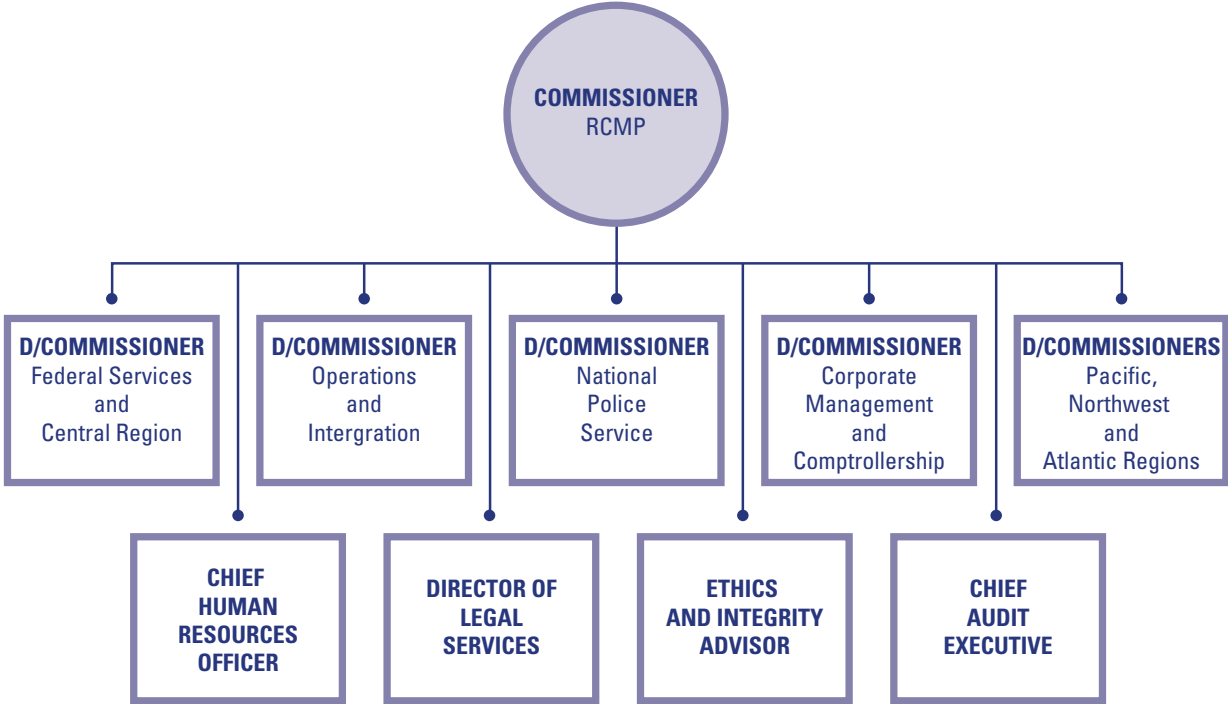 COMMISSIONER
RCMP
D/COMMISSIONER
Federal Services
and
Central Region
D/COMMISSIONER
Operations
and
Intergration
D/COMMISSIONER
National
Police
Service
D/COMMISSIONER
Corporate
Management
and
Comptrollership
D/COMMISSIONERS
Pacific,
Northwest
and
Atlantic Regions
CHIEF
HUMAN
RESOURCES
OFFICER
DIRECTOR OF
LEGAL
SERVICES
ETHICS
AND INTEGRITY
ADVISOR
CHIEF
AUDIT
EXECUTIVE